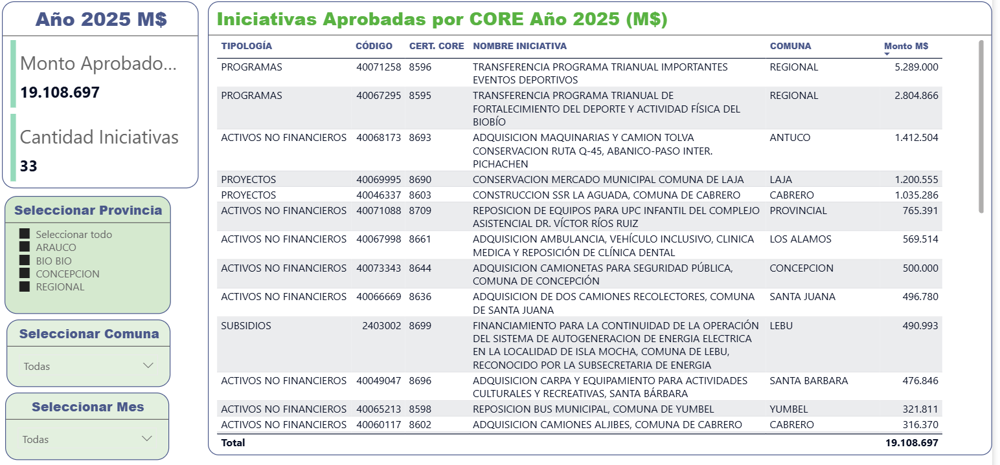 Año 2025 M$
Monto Aprobado...
19.108.697
Cantidad Iniciativas
33
Seleccionar Provincia
Seleccionar todo
ARAUCO
BIO BIO
CONCEPCION
REGIONAL
Seleccionar Comuna
Todas
Seleccionar Mes
Todas
Iniciativas Aprobadas por CORE Año 2025 (M$)
TIPOLOGÍA CÓDIGO CERT. CORE NOMBRE INICIATIVA COMUNA Monto M$
PROGRAMAS 40071258 8596 TRANSFERENCIA PROGRAMA TRIANUAL IMPORTANTES REGIONAL 5.289.000
EVENTOS DEPORTIVOS
PROGRAMAS 40067295 8595 TRANSFERENCIA PROGRAMA TRIANUAL DE REGIONAL 2.804.866
FORTALECIMIENTO DEL DEPORTE Y ACTIVIDAD FÍSICA DEL
BIOBÍO
ACTIVOS NO FINANCIEROS 40068173 8693 ADQUISICION MAQUINARIAS Y CAMION TOLVA ANTUCO 1.412.504
CONSERVACION RUTA Q-45, ABANICO-PASO INTER.
PICHACHEN
PROYECTOS 40069995 8690 CONSERVACION MERCADO MUNICIPAL COMUNA DE LAJA LAJA 1.200.555
PROYECTOS 40046337 8603 CONSTRUCCION SSR LA AGUADA, COMUNA DE CABRERO CABRERO 1.035.286
ACTIVOS NO FINANCIEROS 40071088 8709 REPOSICION DE EQUIPOS PARA UPC INFANTIL DEL COMPLEJO PROVINCIAL 765.391
ASISTENCIAL DR. VÍCTOR RÍOS RUIZ
ACTIVOS NO FINANCIEROS 40067998 8661 ADQUISICION AMBULANCIA, VEHÍCULO INCLUSIVO, CLINICA LOS ALAMOS 569.514
MEDICA Y REPOSICIÓN DE CLÍNICA DENTAL
ACTIVOS NO FINANCIEROS 40073343 8644 ADQUISICION CAMIONETAS PARA SEGURIDAD PÚBLICA, CONCEPCION 500.000
COMUNA DE CONCEPCIÓN
ACTIVOS NO FINANCIEROS 40066669 8636 ADQUISICION DE DOS CAMIONES RECOLECTORES, COMUNA SANTA JUANA 496.780
DE SANTA JUANA
SUBSIDIOS 2403002 8699 FINANCIAMIENTO PARA LA CONTINUIDAD DE LA OPERACIÓN LEBU 490.993
DEL SISTEMA DE AUTOGENERACION DE ENERGIA ELECTRICA
EN LA LOCALIDAD DE ISLA MOCHA, COMUNA DE LEBU,
RECONOCIDO POR LA SUBSECRETARIA DE ENERGIA
ACTIVOS NO FINANCIEROS 40049047 8696 ADQUISICIÓN CARPA Y EQUIPAMIENTO PARA ACTIVIDADES SANTA BARBARA 476.846
CULTURALES Y RECREATIVAS, SANTA BÁRBARA
ACTIVOS NO FINANCIEROS 40065213 8598 REPOSICION BUS MUNICIPAL, COMUNA DE YUMBEL YUMBEL 321.811
ACTIVOS NO FINANCIEROS 40060117 8602 ADQUISICION CAMIONES ALJIBES, COMUNA DE CABRERO CABRERO 316.370
Total 19.108.697